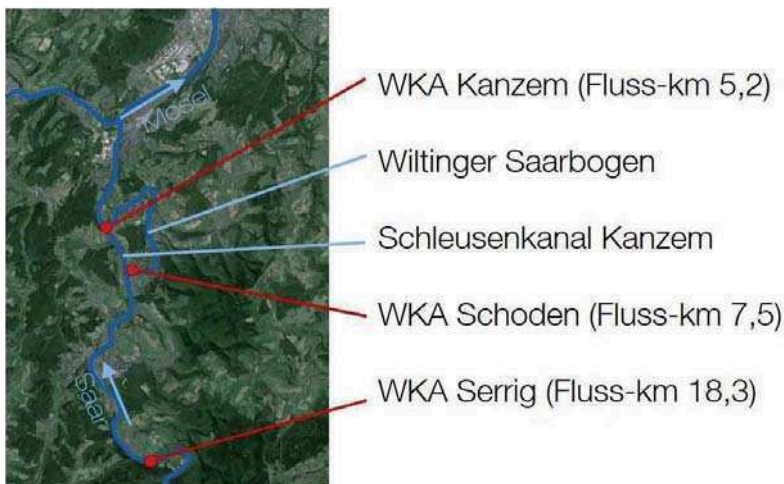 Mosel
Saar
WKA Kanzem (Fluss-km 5,2)
Wiltinger Saarbogen
Schleusenkanal Kanzem
WKA Schoden (Fluss-km 7,5)
WKA Serrig (Fluss-km 18,3)